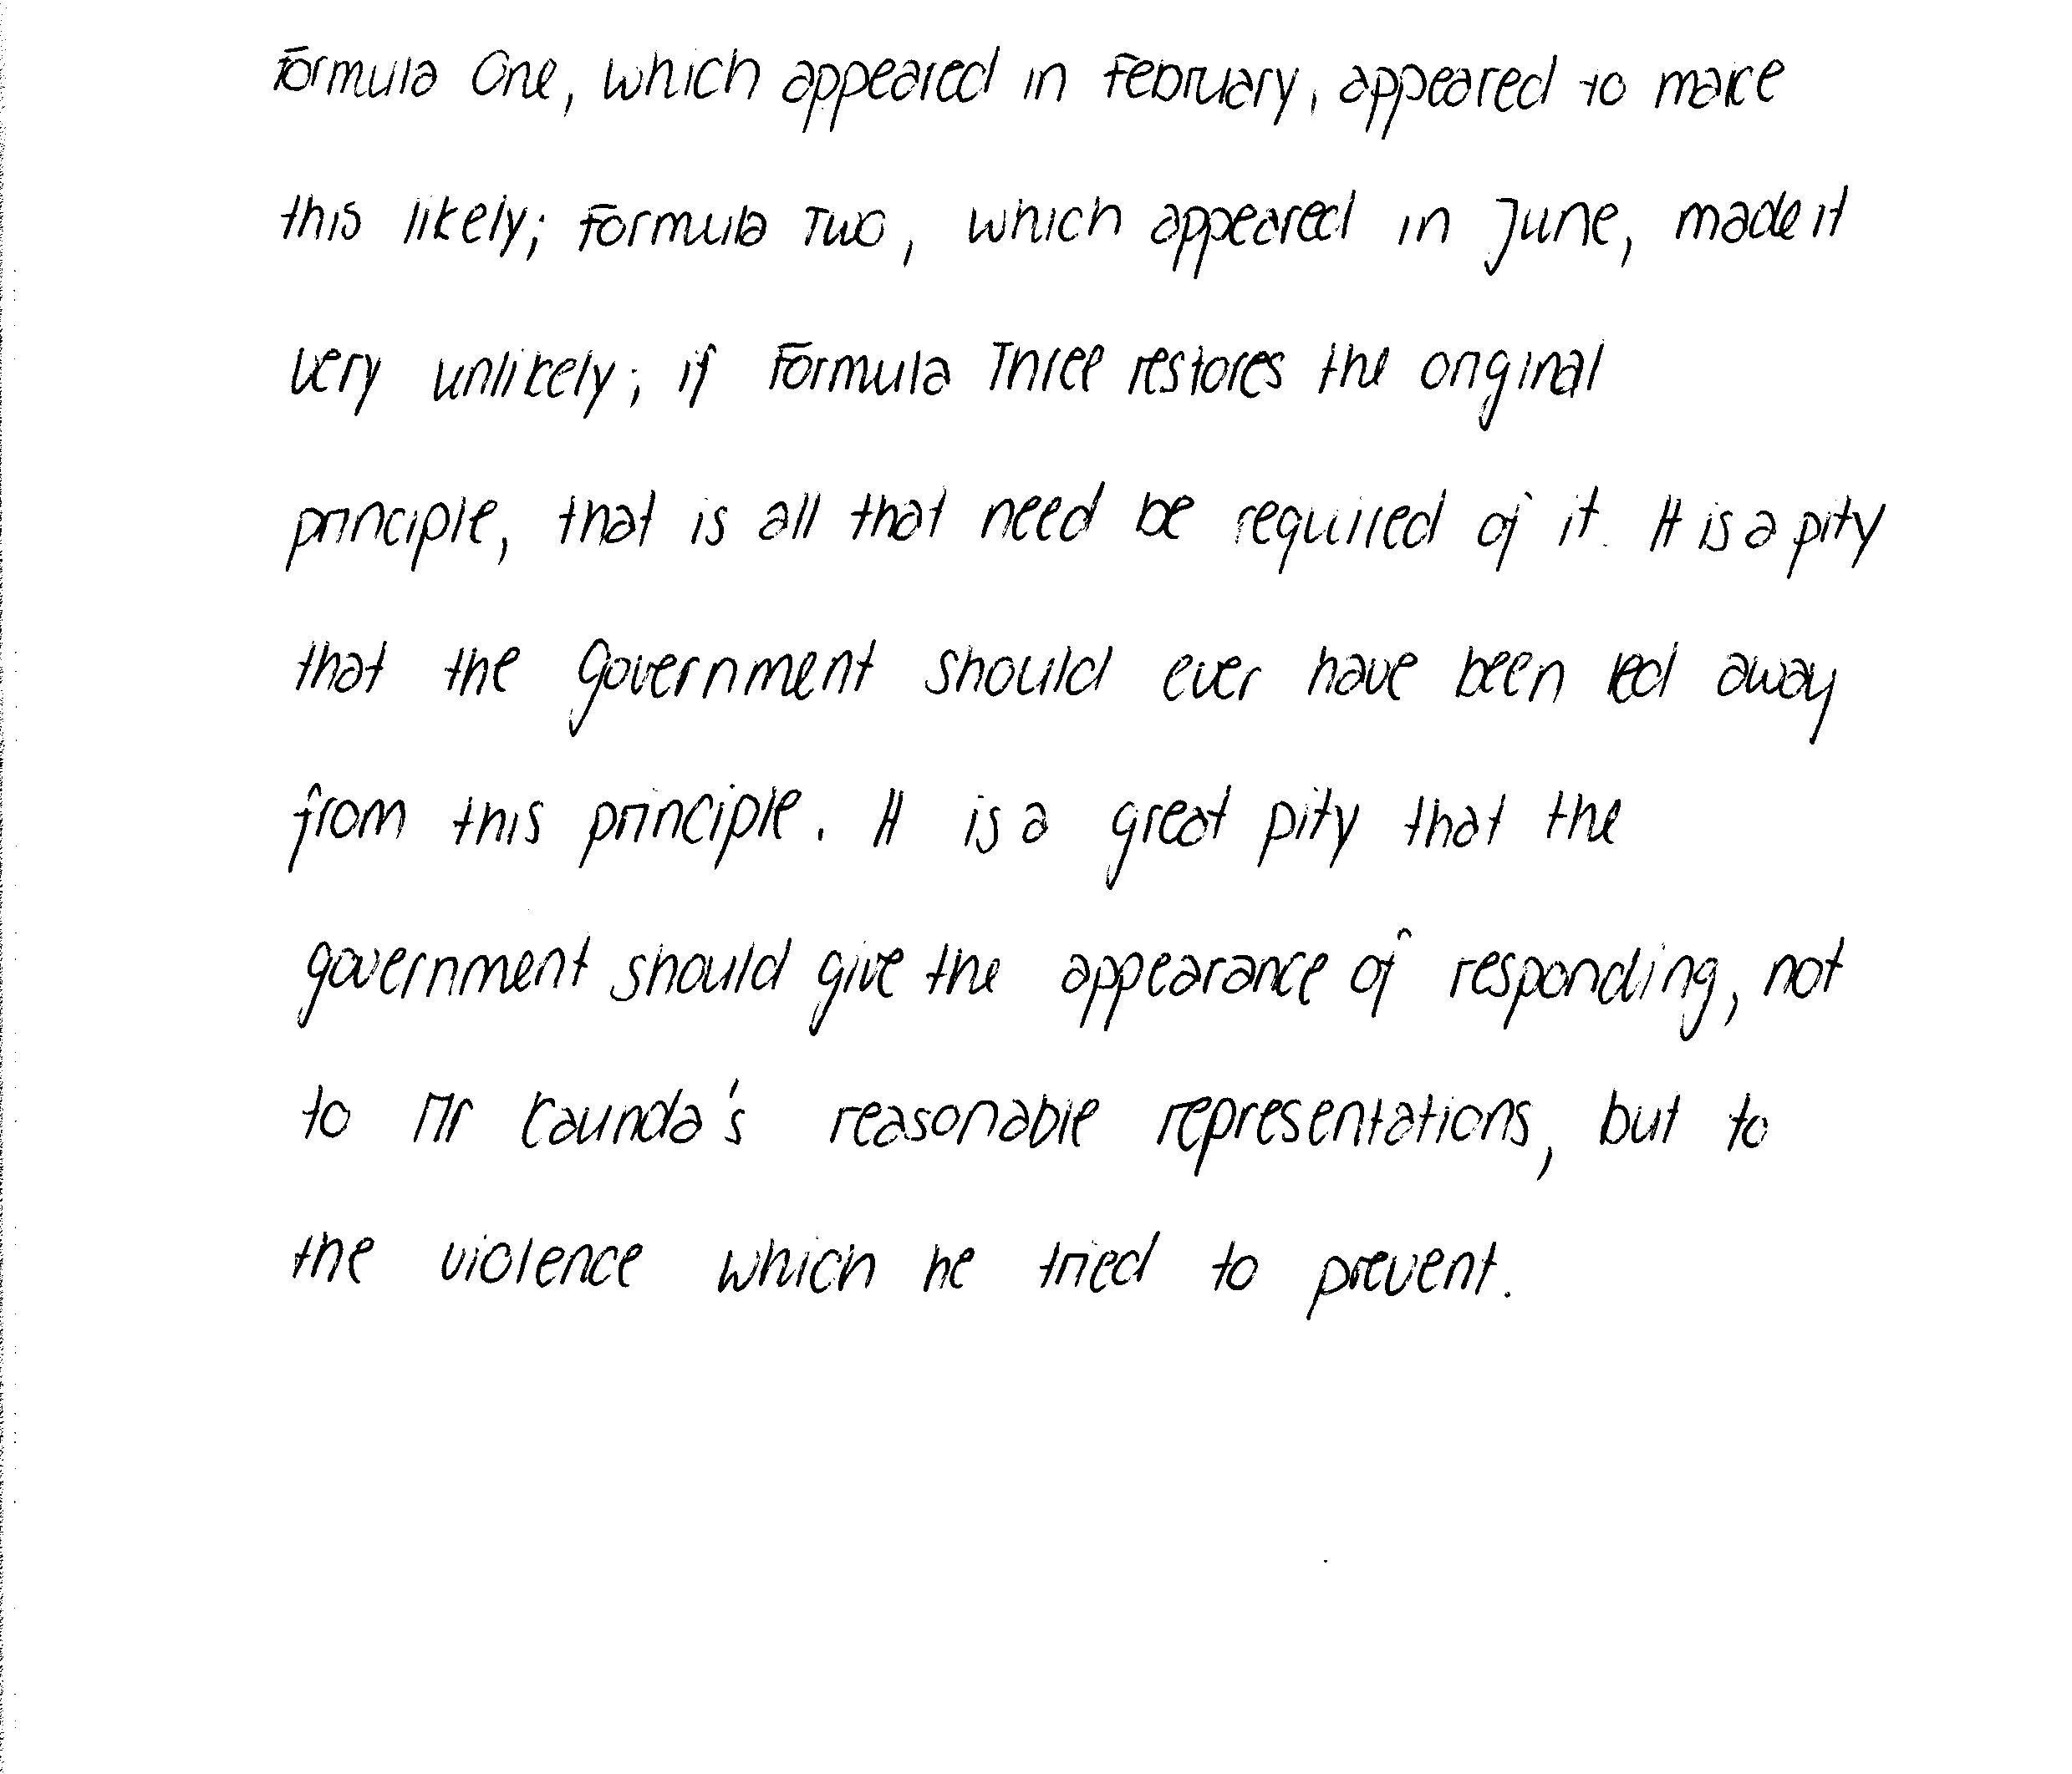 Formula One, which appeared in February, appeared to make
this likely; Formula Two, which appeared in June, made it
very unlikely; if Formula Three restores the original
principle, that is all that need be required of it. It is a pity
that the government should ever have been led away
from this principle. It is a great pity that the
government should give the appearance of responding, not
to Mr Kaunda's reasonable representations, but to
the violence which he tried to prevent.